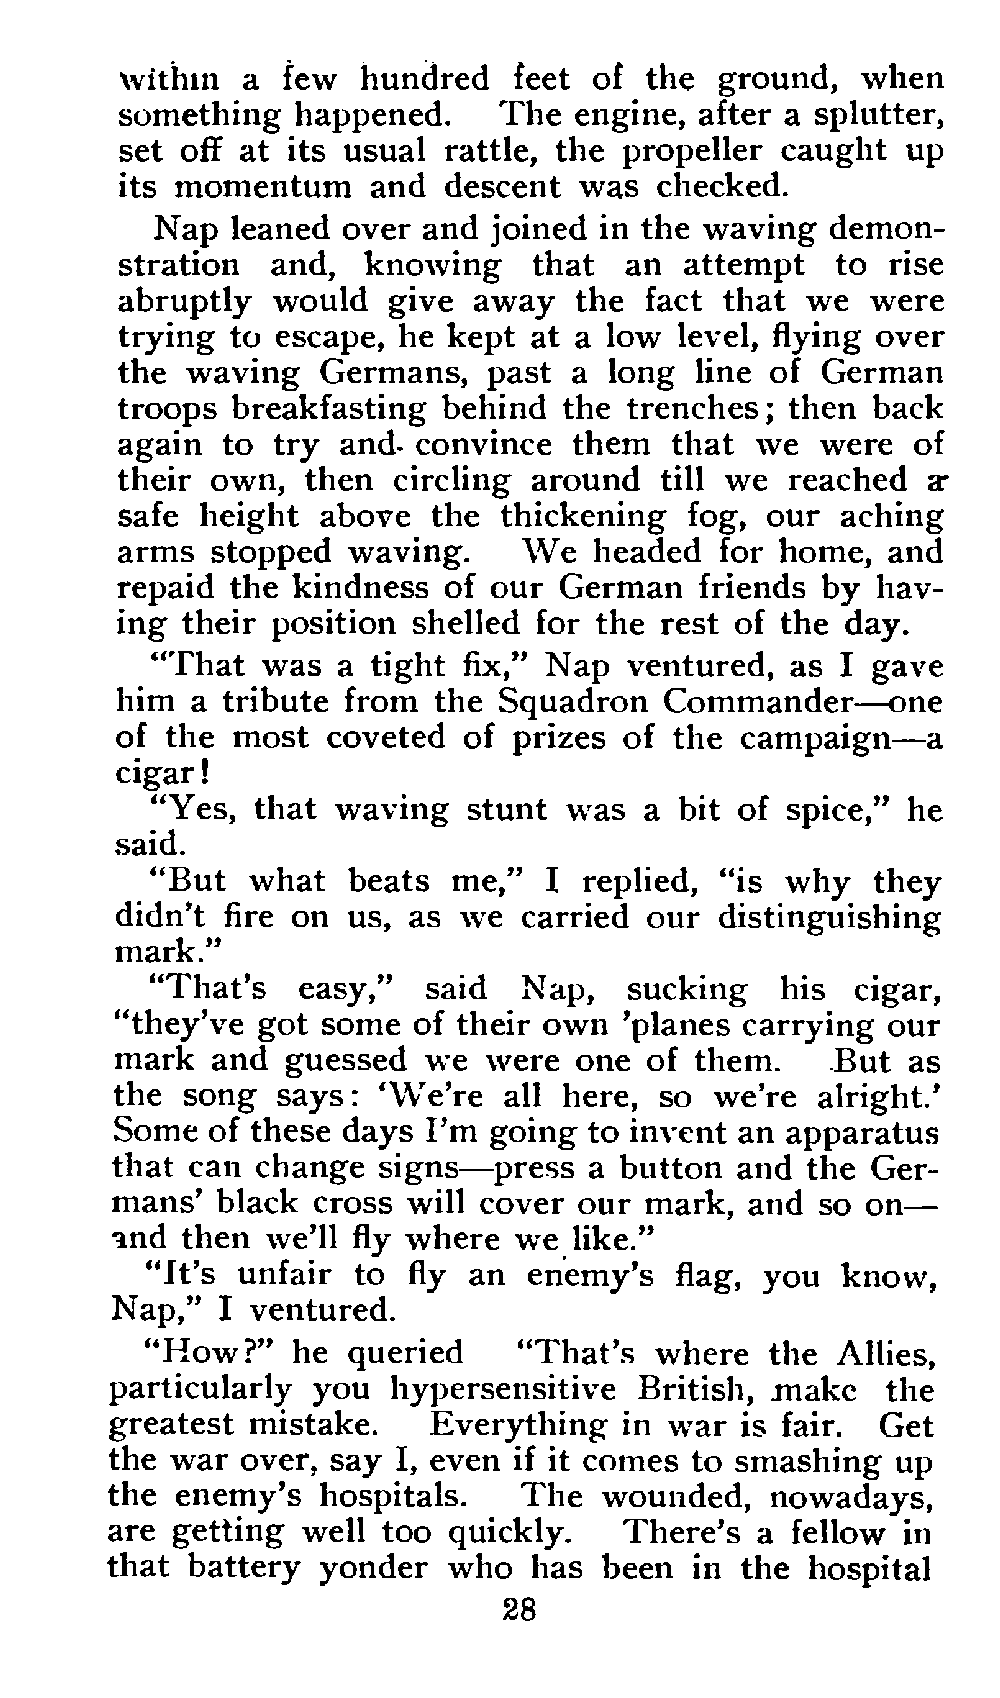 within a few hundred feet of the ground, when
something happened. The engine, after a splutter,
set off at its usual rattle, the propeller caught up
its momentum and descent was checked.
Nap leaned over and joined in the waving demon-
stration and, knowing that an attempt to rise
abruptly would give away the fact that we were
trying to escape, he kept at a low level, flying over
the waving Germans, past a long line of German
troops breakfasting behind the trenches; then back
again to try and convince them that we were of
their own, then circling around till we reached a
safe height above the thickening fog, our aching
arms stopped waving. We headed for home, and
repaid the kindness of our German friends by hav-
ing their position shelled for the rest of the day.
"That was a tight fix," Nap ventured, as I gave
him a tribute from the Squadron Commander—one
of the most coveted of prizes of the campaign—a
cigar!
"Yes, that waving stunt was a bit of spice," he
said.
"But what beats me," I replied, "is why they
didn't fire on us, as we carried our distinguishing
mark."
"That's easy," said Nap, sucking his cigar,
"they've got some of their own 'planes carrying our
mark and guessed we were one of them. But as
the song says: 'We're all here, so we're alright.'
Some of these days I'm going to invent an apparatus
that can change signs—press a button and the Ger-
mans' black cross will cover our mark, and so on—
and then we'll fly where we like."
"It's unfair to fly an enemy's flag, you know,
Nap," I ventured.
"How?" he queried "That's where the Allies,
particularly you hypersensitive British, make the
greatest mistake. Everything in war is fair. Get
the war over, say I, even if it comes to smashing up
the enemy's hospitals. The wounded, nowadays,
are getting well too quickly. There's a fellow in
that battery yonder who has been in the hospital
28